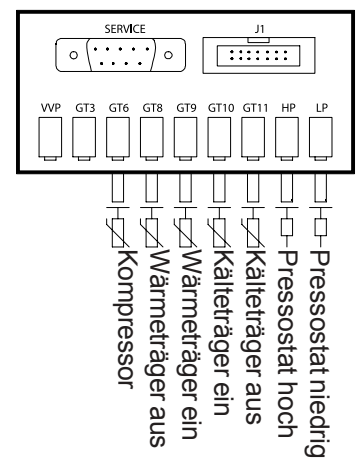 SERVICE J1
VVP GT3 GT6 GT8 GT9 GT10 GT11 HP LP
Kompressor
Wärmeträger aus
Wärmeträger ein
Kälteträger ein
Kälteträger aus
Pressostat hoch
Pressostat niedrig